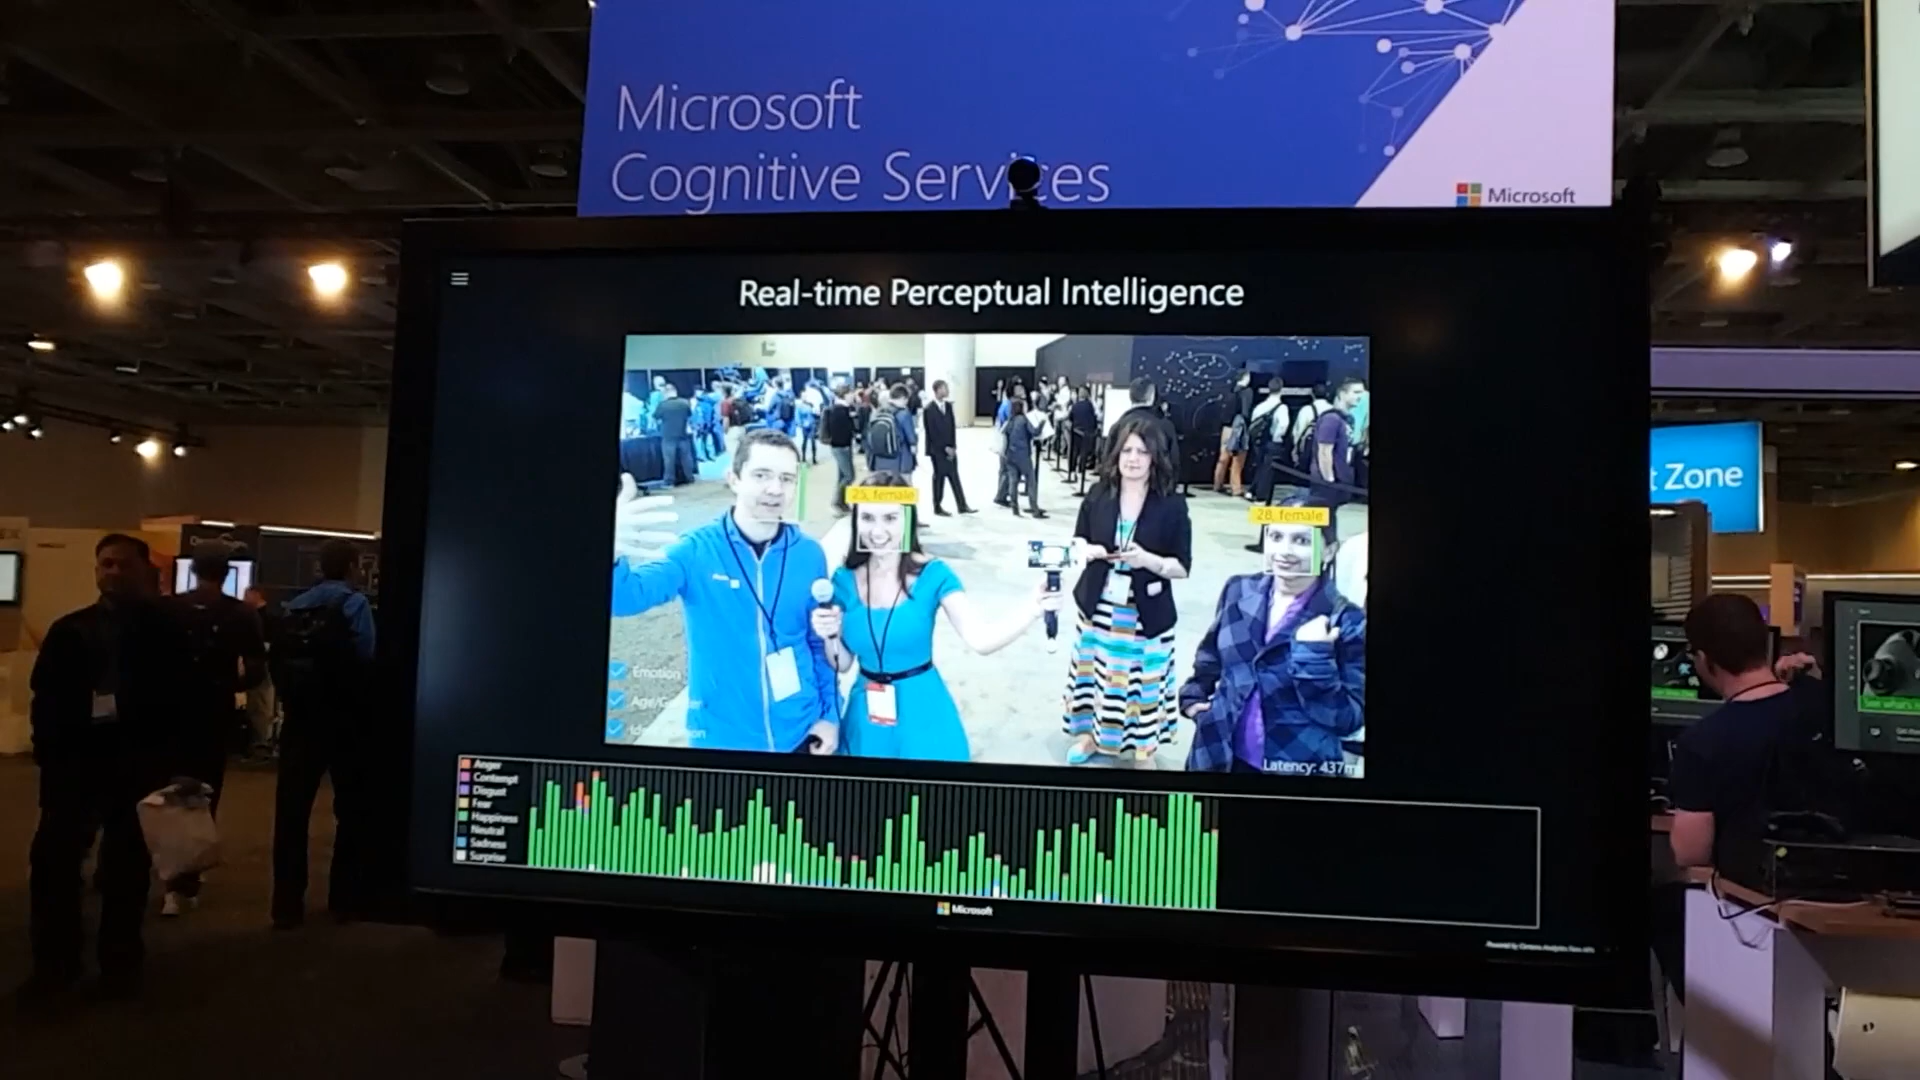 Microsoft
Cognitive Services
Microsoft
Real-time Perceptual Intelligence
25, female
28, female
t Zone
Emotion
Latency: 437m
Anger
Contempt
Disgust
Fear
Happiness
Neutral
Sadness
Surprise
Microsoft